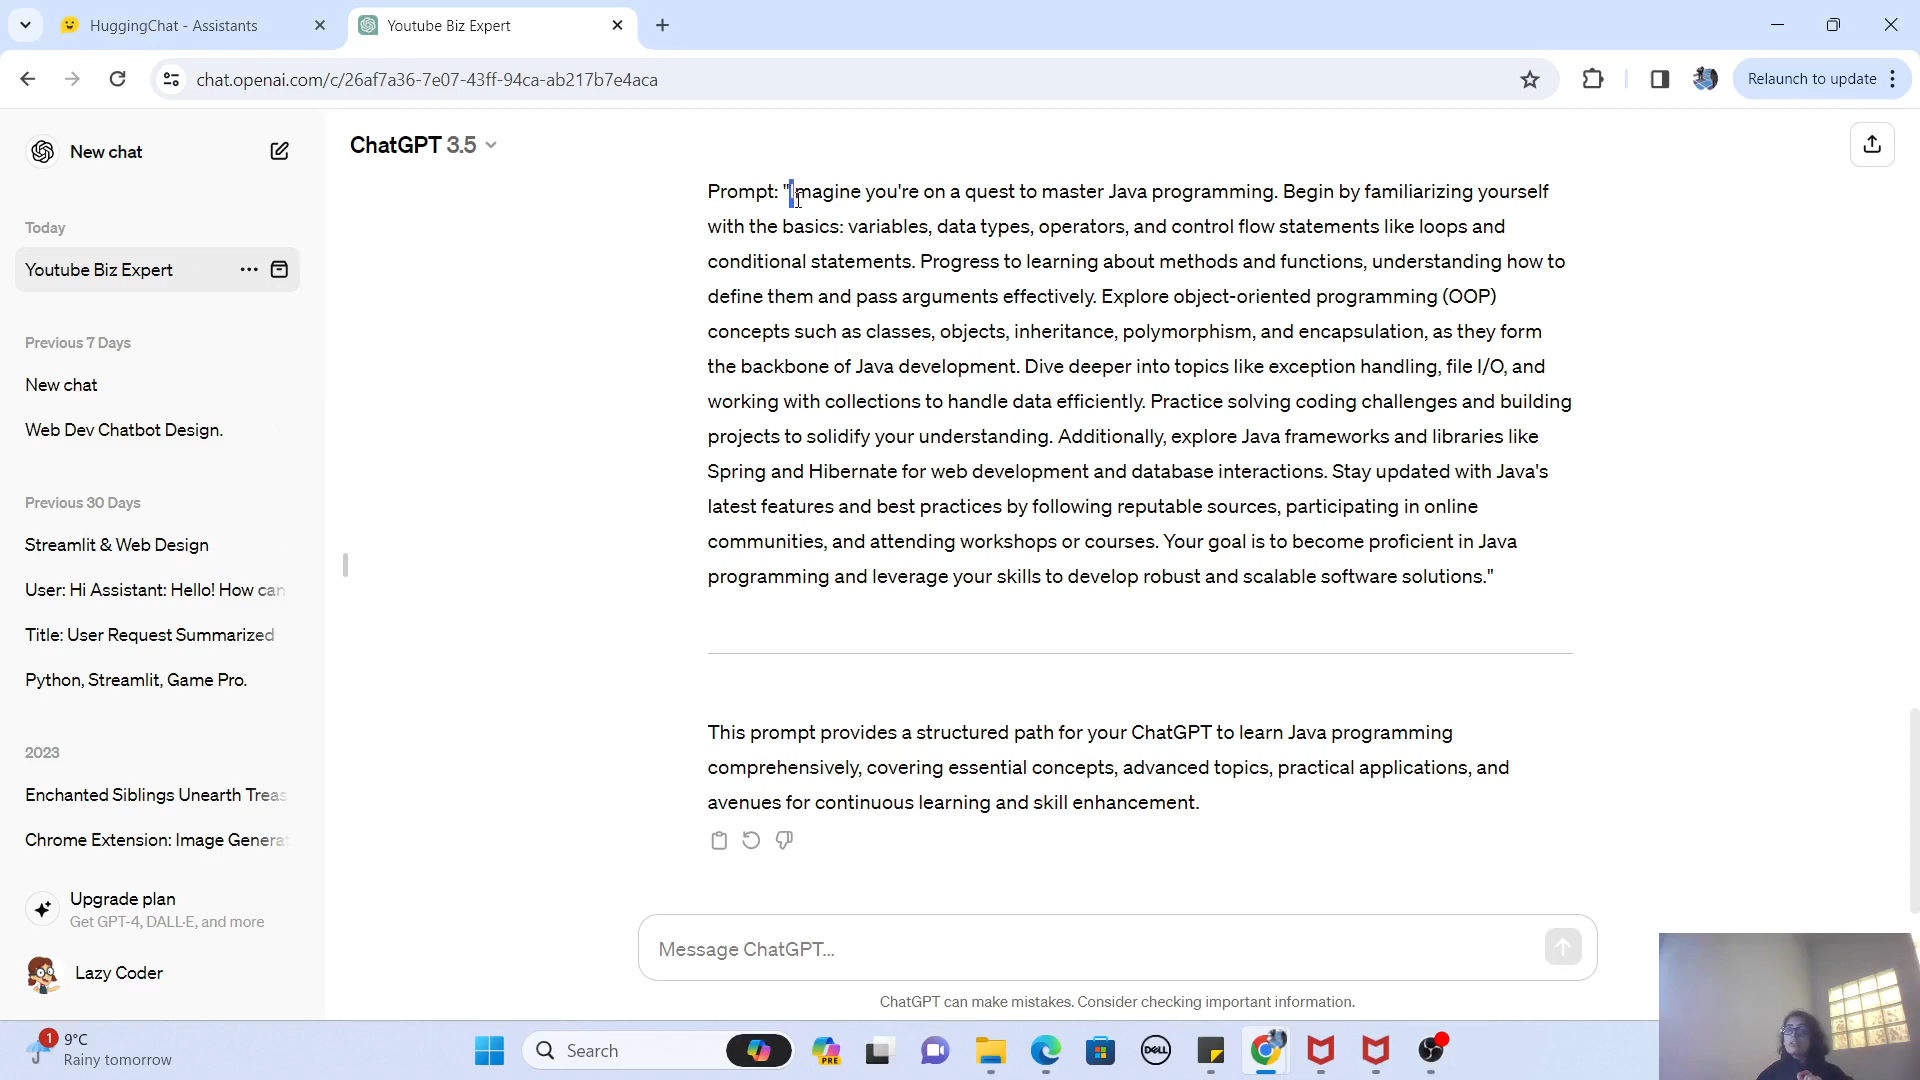 HuggingChat - Assistants
Youtube Biz Expert
chat.openai.com/c/26af7a36-7e07-43ff-94ca-ab217b7e4aca
Relaunch to update
New chat
ChatGPT 3.5
Today
Youtube Biz Expert
Previous 7 Days
New chat
Web Dev Chatbot Design.
Previous 30 Days
Streamlit & Web Design
User: Hi Assistant: Hello! How can
Title: User Request Summarized
Python, Streamlit, Game Pro.
2023
Enchanted Siblings Unearth Treas
Chrome Extension: Image Generat
Upgrade plan
Get GPT-4, DALL·E, and more
Lazy Coder
Prompt: "Imagine you're on a quest to master Java programming. Begin by familiarizing yourself
with the basics: variables, data types, operators, and control flow statements like loops and
conditional statements. Progress to learning about methods and functions, understanding how to
define them and pass arguments effectively. Explore object-oriented programming (OOP)
concepts such as classes, objects, inheritance, polymorphism, and encapsulation, as they form
the backbone of Java development. Dive deeper into topics like exception handling, file I/O, and
working with collections to handle data efficiently. Practice solving coding challenges and building
projects to solidify your understanding. Additionally, explore Java frameworks and libraries like
Spring and Hibernate for web development and database interactions. Stay updated with Java's
latest features and best practices by following reputable sources, participating in online
communities, and attending workshops or courses. Your goal is to become proficient in Java
programming and leverage your skills to develop robust and scalable software solutions."
This prompt provides a structured path for your ChatGPT to learn Java programming
comprehensively, covering essential concepts, advanced topics, practical applications, and
avenues for continuous learning and skill enhancement.
Message ChatGPT...
ChatGPT can make mistakes. Consider checking important information.
1
9°C
Rainy tomorrow
Search
PRE
DELL